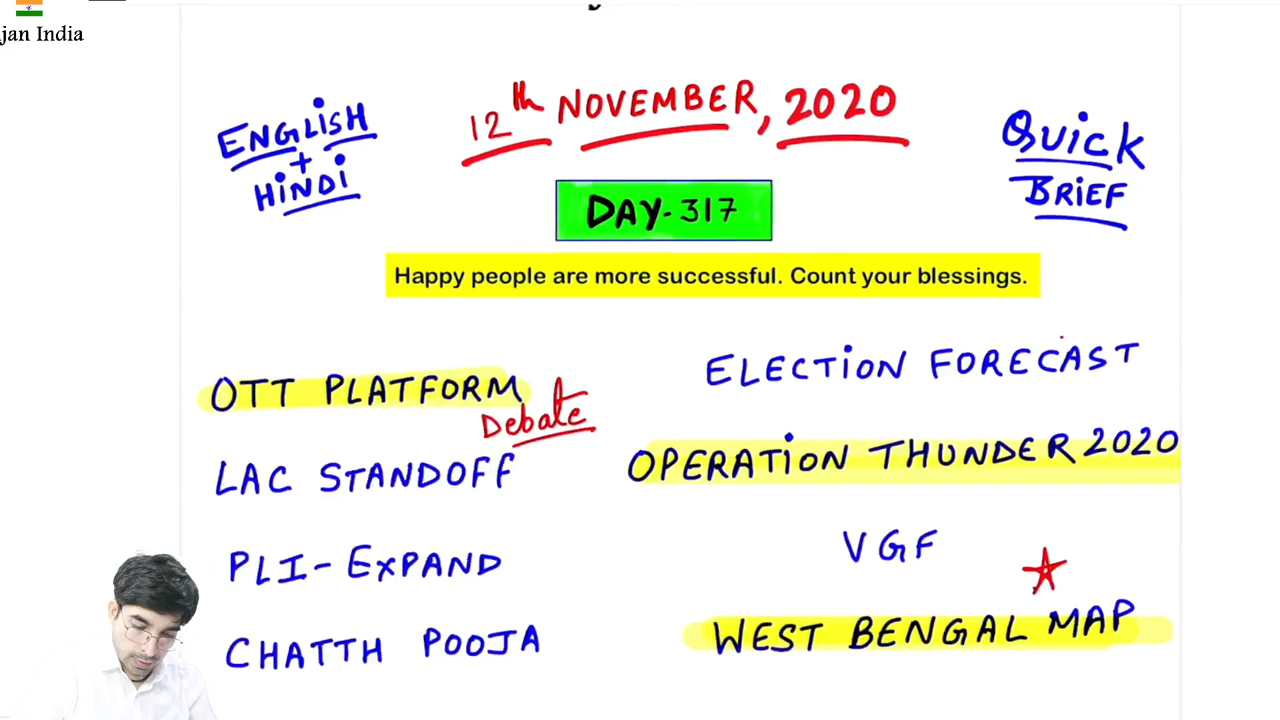 jan India
12th NOVEMBER, 2020
ENGLISH
+
HINDI
QUICK
BRIEF
DAY-317
Happy people are more successful. Count your blessings.
OTT PLATFORM
Debate
LAC STANDOFF
PLI-EXPAND
CHATTH POOJA
ELECTION FORECAST
OPERATION THUNDER 2020
VGF
WEST BENGAL MAP